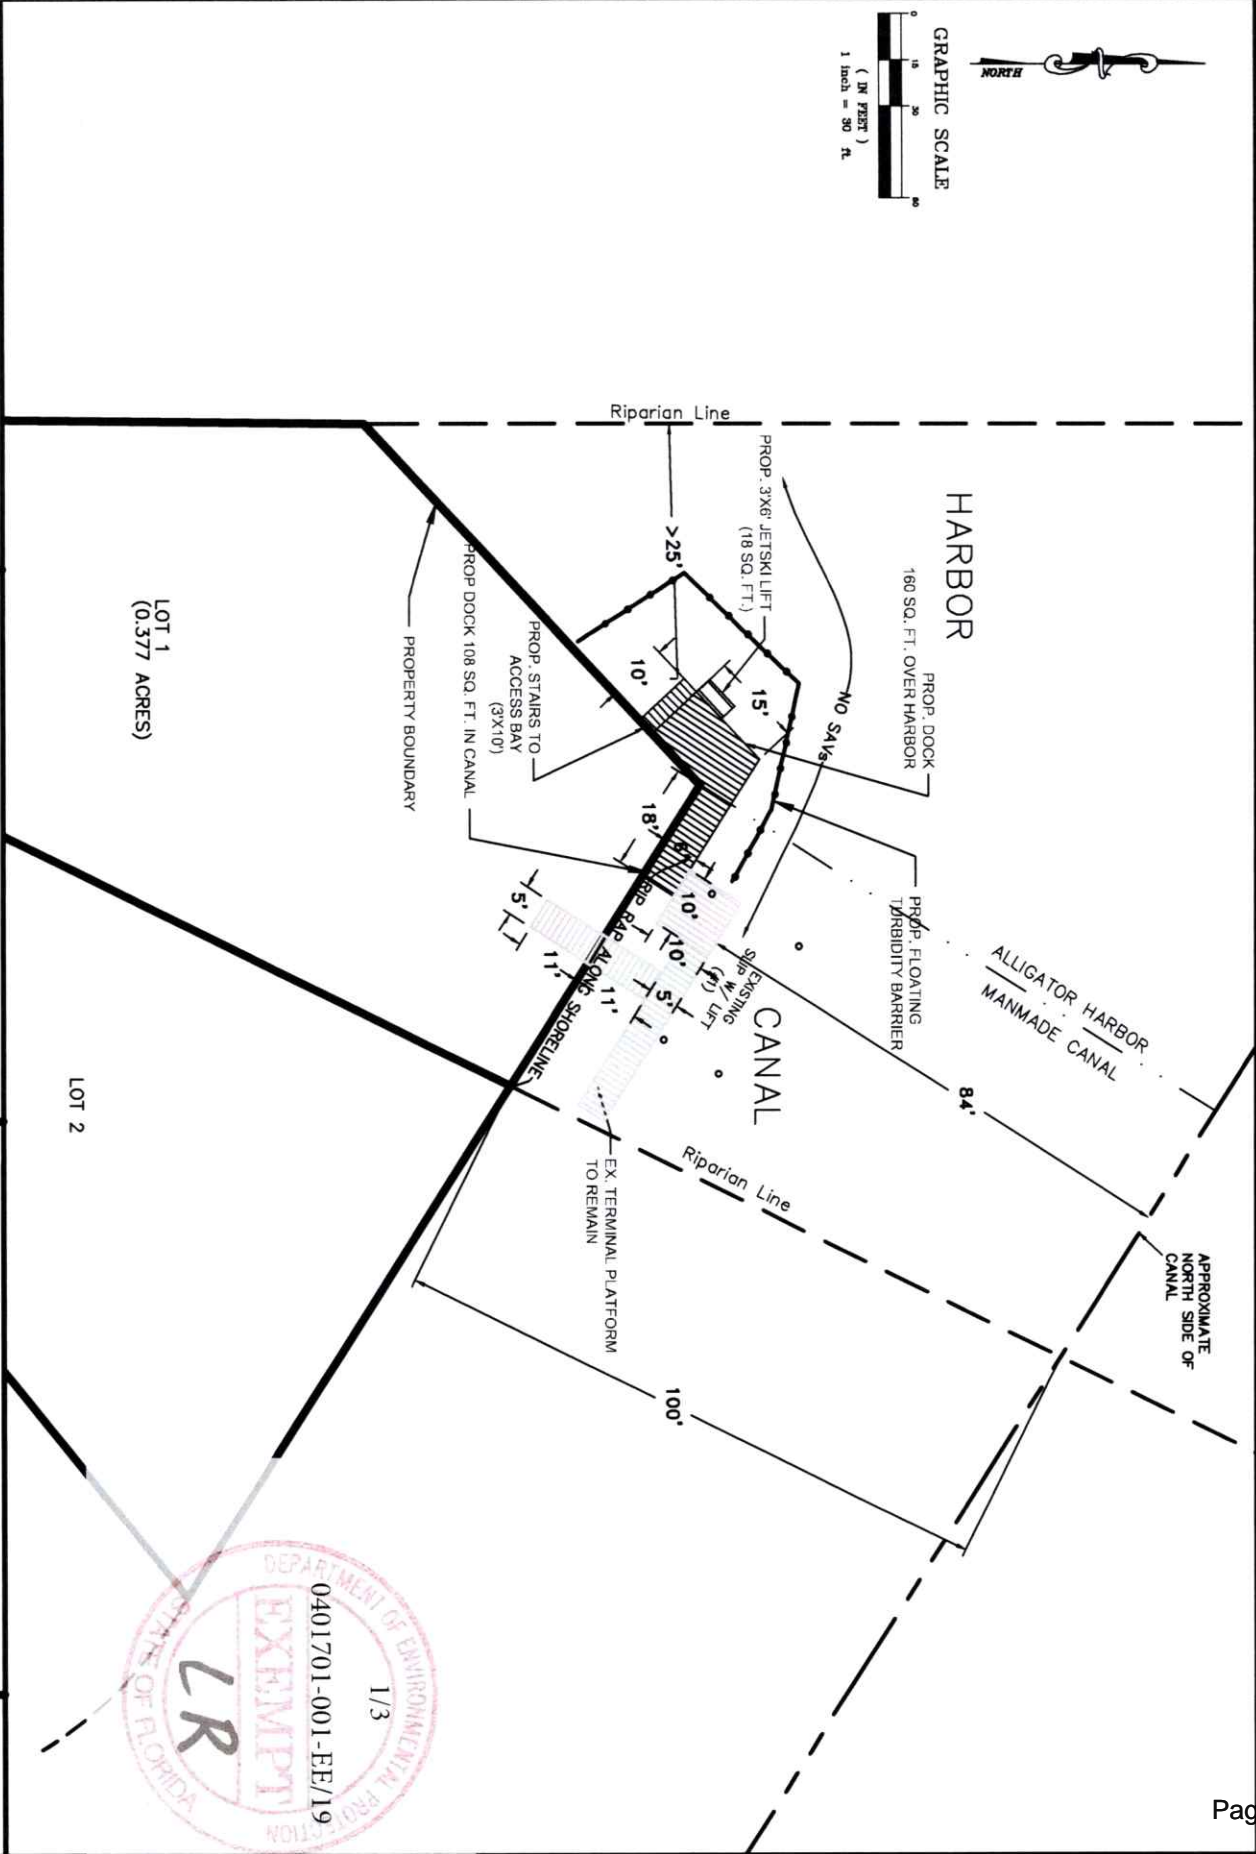 NORTH
GRAPHIC SCALE
0 15 30 60
( IN FEET )
1 inch = 30 ft.
Riparian Line
HARBOR
PROP. DOCK
160 SQ. FT. OVER HARBOR
PROP. 3'X6' JETSKI LIFT
(18 SQ. FT.)
>25'
NO SAVs
10'
15'
PROP. STAIRS TO
ACCESS BAY
(3'X10')
PROP DOCK 108 SQ. FT. IN CANAL
PROPERTY BOUNDARY
LOT 1
(0.377 ACRES)
18'
10'
10'
5'
5'
11'
11'
RIP RAP ALONG SHORELINE
PROP. FLOATING
TURBIDITY BARRIER
ALLIGATOR HARBOR
MANMADE CANAL
EXISTING
SLIP W/ LIFT
(#1)
CANAL
84'
Riparian Line
EX. TERMINAL PLATFORM
TO REMAIN
LOT 2
APPROXIMATE
NORTH SIDE OF
CANAL
100'
DEPARTMENT OF ENVIRONMENTAL PROTECTION
1/3
0401701-001-EE/19
EXEMPT
LR
STATE OF FLORIDA